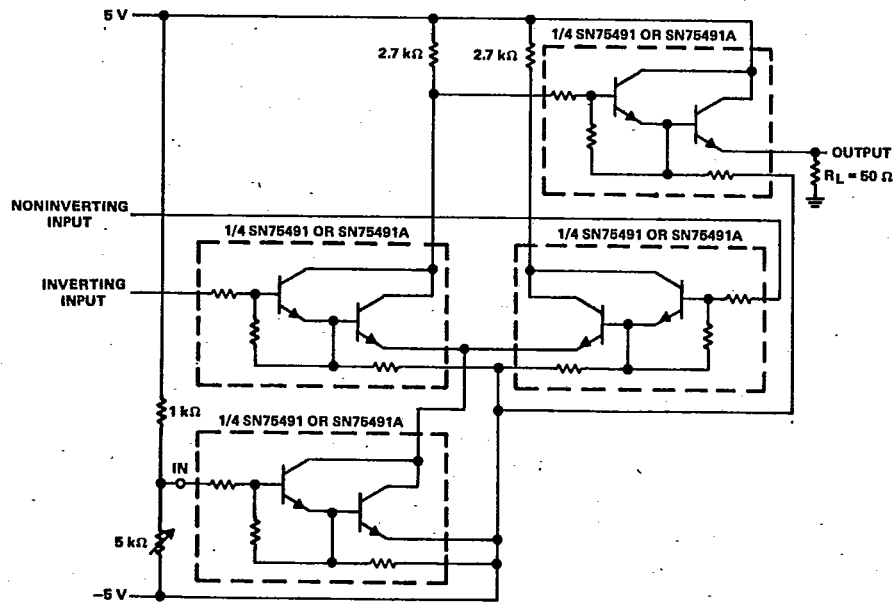 5 V
1/4 SN75491 OR SN75491A
2.7 kΩ
2.7 kΩ
OUTPUT
RL = 50 Ω
NONINVERTING
INPUT
1/4 SN75491 OR SN75491A
1/4 SN75491 OR SN75491A
INVERTING
INPUT
1 kΩ
1/4 SN75491 OR SN75491A
IN
5 kΩ
–5 V